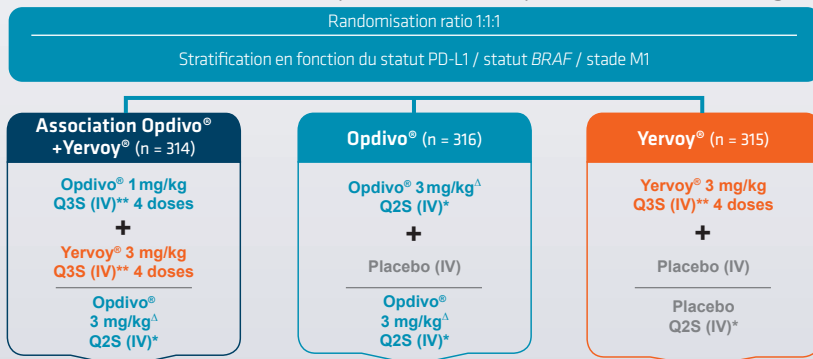 Randomisation ratio 1:1:1
Stratification en fonction du statut PD-L1 / statut BRAF / stade M1
Association Opdivo®
+Yervoy® (n = 314)
Opdivo® 1 mg/kg
Q3S (IV)** 4 doses
+
Yervoy® 3 mg/kg
Q3S (IV)** 4 doses
Opdivo®
3 mg/kgΔ
Q2S (IV)*
Opdivo® (n = 316)
Opdivo® 3 mg/kgΔ
Q2S (IV)*
+
Placebo (IV)
Opdivo®
3 mg/kgΔ
Q2S (IV)*
Yervoy® (n = 315)
Yervoy® 3 mg/kg
Q3S (IV)** 4 doses
+
Placebo (IV)
Placebo
Q2S (IV)*